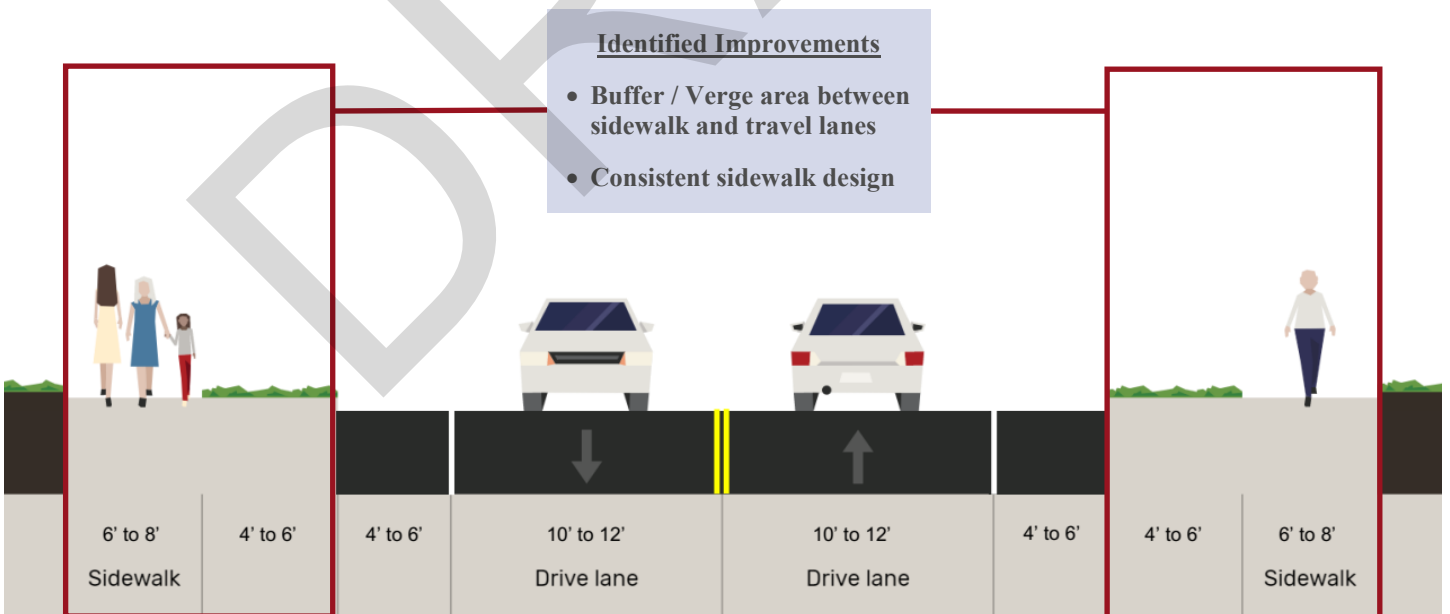 Identified Improvements
• Buffer / Verge area between
sidewalk and travel lanes
• Consistent sidewalk design
6' to 8'
4' to 6'
4' to 6'
10' to 12'
10' to 12'
4' to 6'
4' to 6'
6' to 8'
Sidewalk
Drive lane
Drive lane
Sidewalk